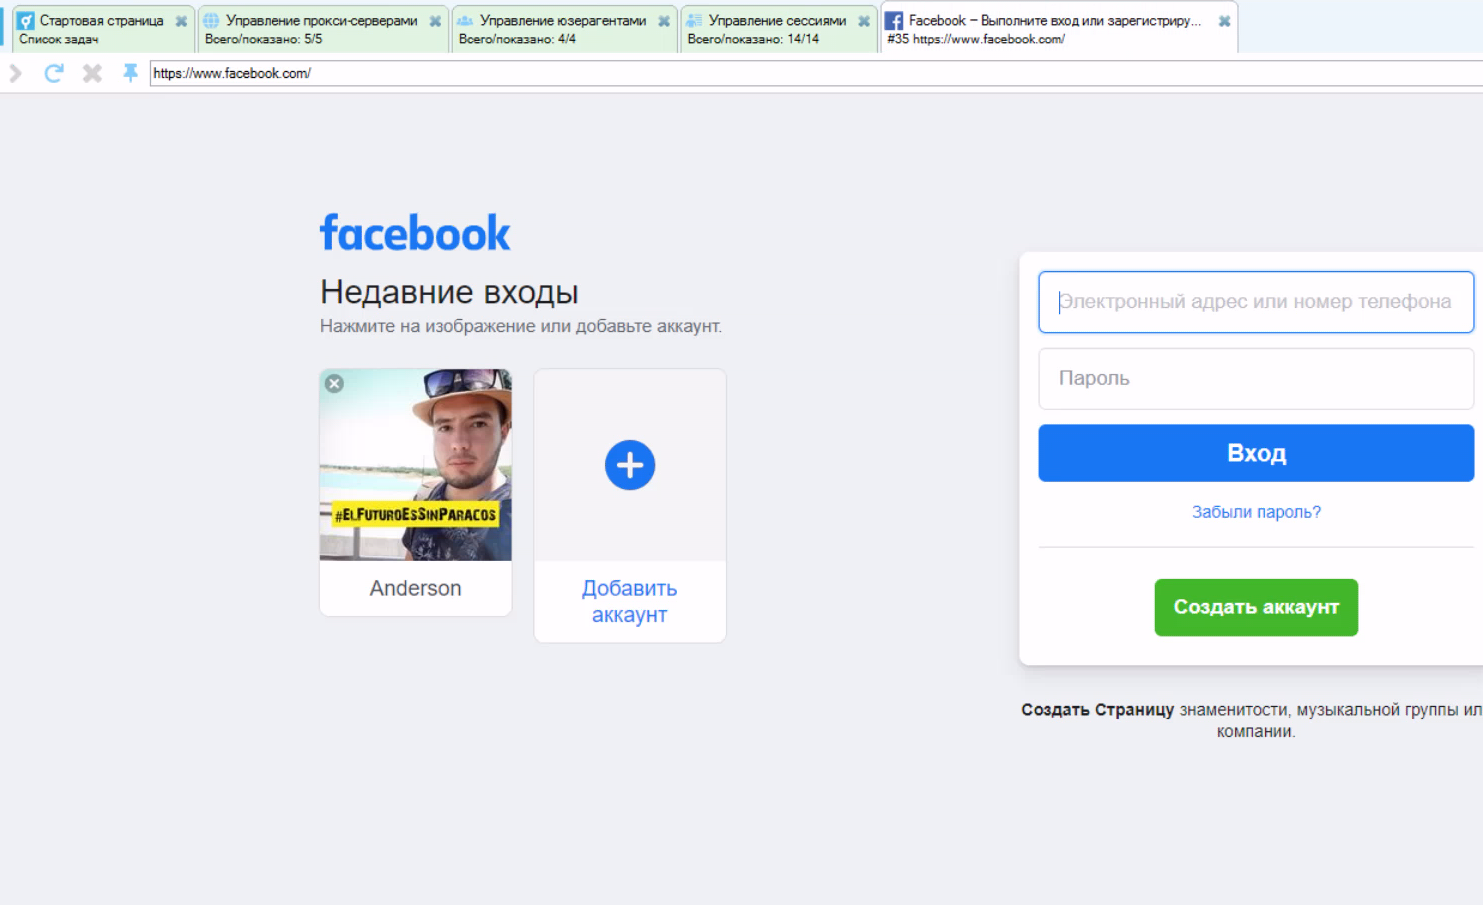 Стартовая страница
Список задач
Управление прокси-серверами
Всего/показано: 5/5
Управление юзерагентами
Всего/показано: 4/4
Управление сессиями
Всего/показано: 14/14
Facebook – Выполните вход или зарегистриру...
#35 https://www.facebook.com/
https://www.facebook.com/
facebook
Недавние входы
Нажмите на изображение или добавьте аккаунт.
#ElFuturoEsSinParacos
Anderson
Добавить
аккаунт
Электронный адрес или номер телефона
Пароль
Вход
Забыли пароль?
Создать аккаунт
Создать Страницу знаменитости, музыкальной группы ил
компании.